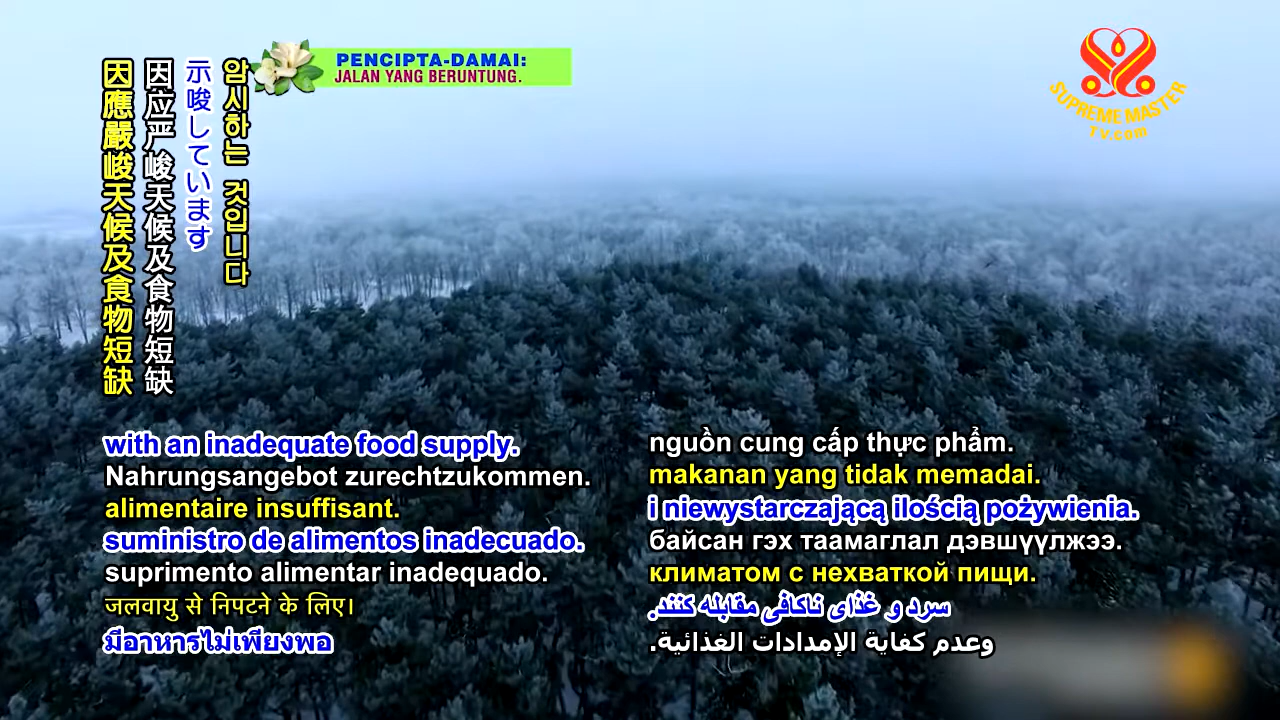 PENCIPTA-DAMAI:
JALAN YANG BERUNTUNG.
SUPREME MASTER
TV.com
암시하는 것입니다
示唆しています
因应严峻天候及食物短缺
因應嚴峻天候及食物短缺
with an inadequate food supply.
Nahrungsangebot zurechtzukommen.
alimentaire insuffisant.
suministro de alimentos inadecuado.
suprimento alimentar inadequado.
जलवायु से निपटने के लिए।
มีอาหารไม่เพียงพอ
nguồn cung cấp thực phẩm.
makanan yang tidak memadai.
i niewystarczającą ilością pożywienia.
байсан гэх таамаглал дэвшүүлжээ.
климатом с нехваткой пищи.
سرد و غذای ناکافی مقابله کنند.
وعدم كفاية الإمدادات الغذائية.